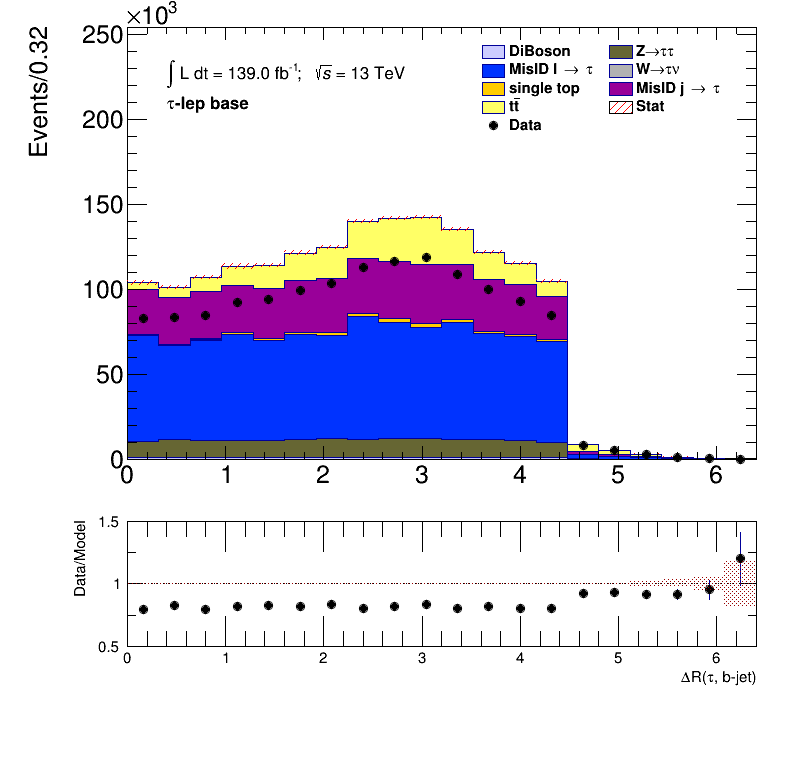 ×10³
Events/0.32
250
200
150
100
50
0
∫ L dt = 139.0 fb⁻¹; √s = 13 TeV
τ-lep base
DiBoson
Z→ττ
MisID l → τ
W→τν
single top
MisID j → τ
tt̄
Stat
Data
0 1 2 3 4 5 6
Data/Model
1.5
1
0.5
0 1 2 3 4 5 6
ΔR(τ, b-jet)